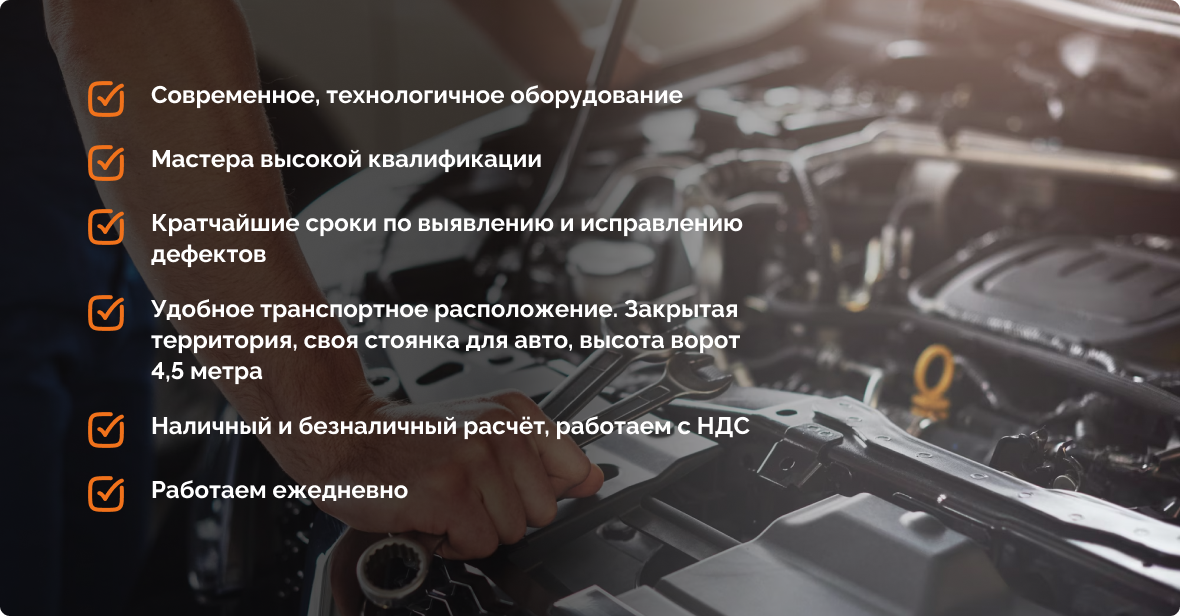 Современное, технологичное оборудование
Мастера высокой квалификации
Кратчайшие сроки по выявлению и исправлению
дефектов
Удобное транспортное расположение. Закрытая
территория, своя стоянка для авто, высота ворот
4,5 метра
Наличный и безналичный расчёт, работаем с НДС
Работаем ежедневно